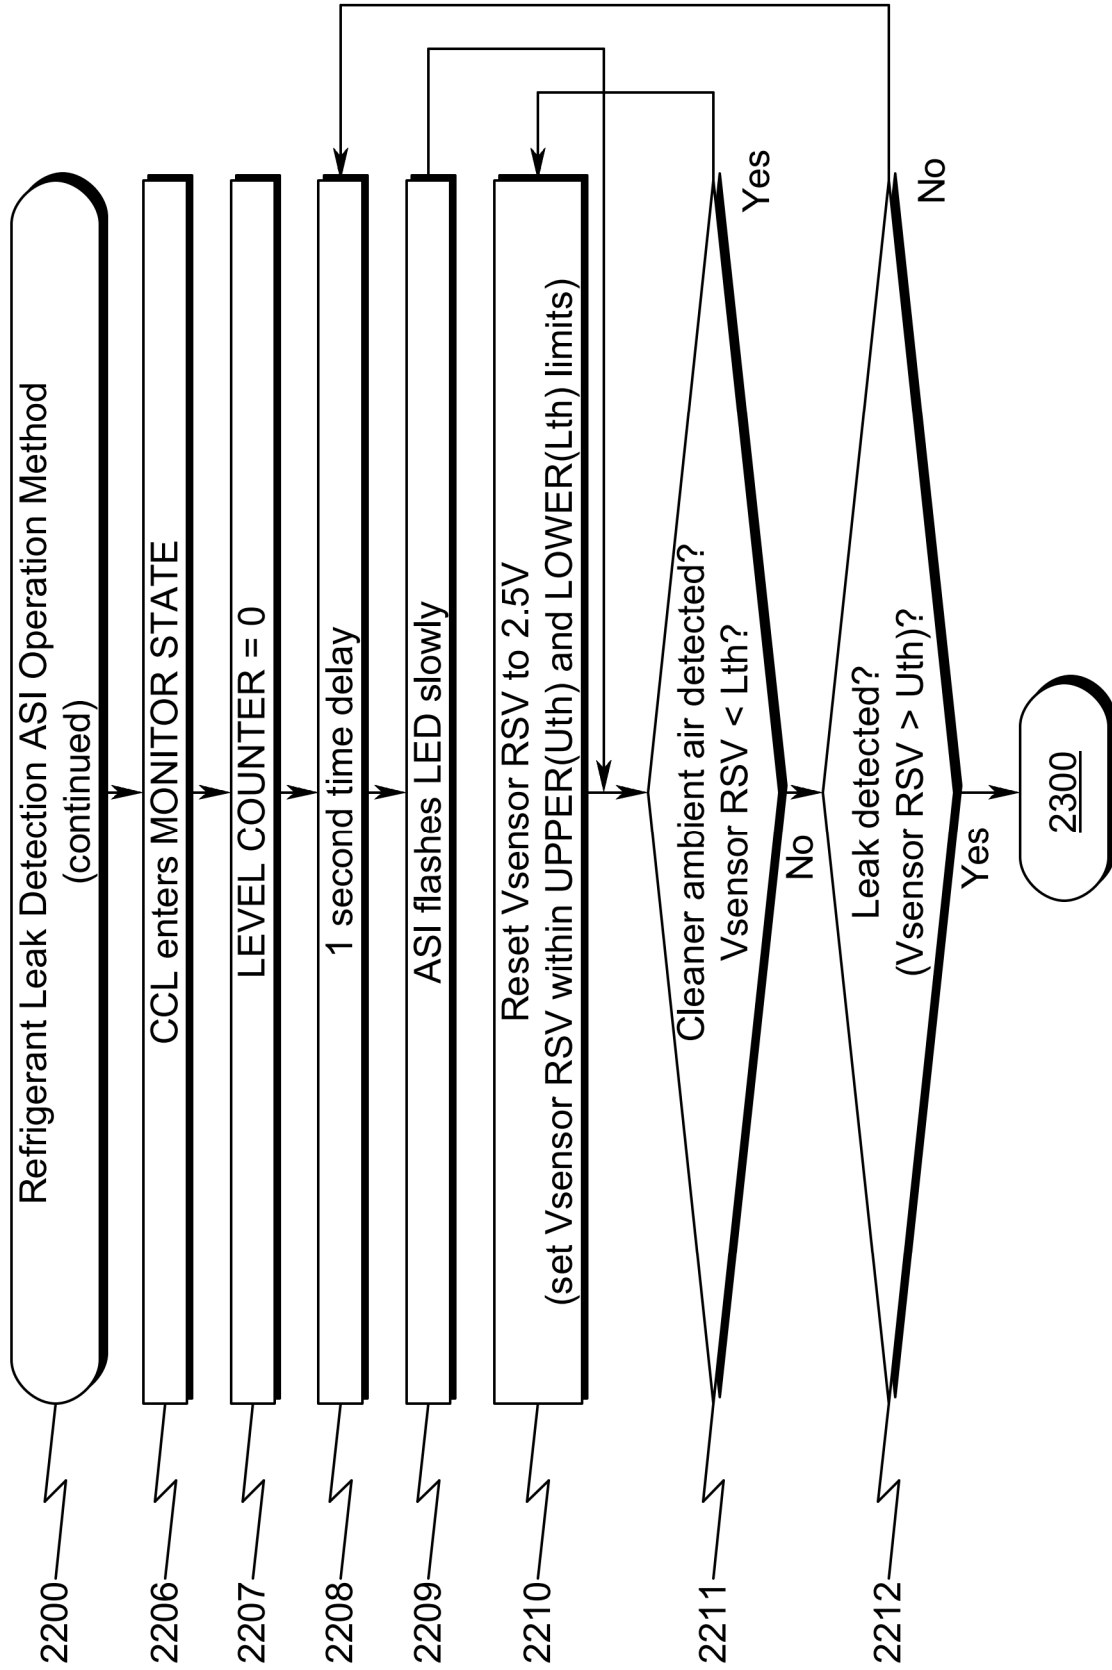 2200
Refrigerant Leak Detection ASI Operation Method
(continued)
2206
CCL enters MONITOR STATE
2207
LEVEL COUNTER = 0
2208
1 second time delay
2209
ASI flashes LED slowly
2210
Reset Vsensor RSV to 2.5V
(set Vsensor RSV within UPPER(Uth) and LOWER(Lth) limits)
2211
Cleaner ambient air detected?
Vsensor RSV < Lth?
Yes
No
2212
Leak detected?
(Vsensor RSV > Uth)?
No
Yes
2300